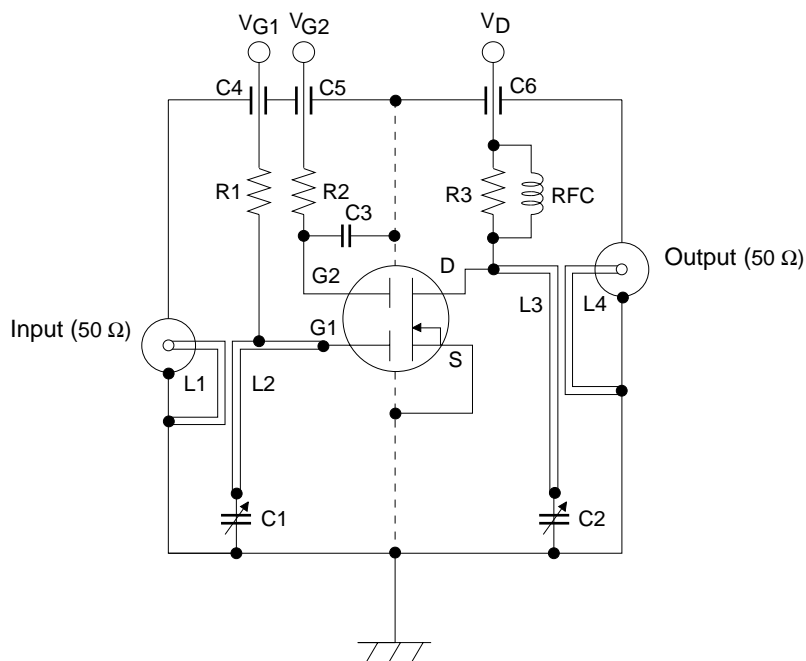 VG1
VG2
VD
C4
C5
C6
R1
R2
C3
R3
RFC
G2
D
Output (50 Ω)
Input (50 Ω)
G1
S
L3
L4
L1
L2
C1
C2